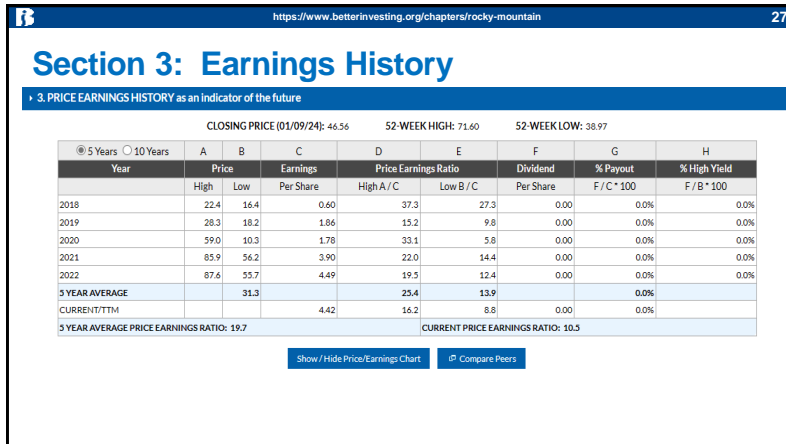 https://www.betterinvesting.org/chapters/rocky-mountain 27
Section 3: Earnings History
3. PRICE EARNINGS HISTORY as an indicator of the future
CLOSING PRICE (01/09/24): 46.56 52-WEEK HIGH: 71.60 52-WEEK LOW: 38.97
5 Years 10 Years A B C D E F G H
Year Price Earnings Price Earnings Ratio Dividend % Payout % High Yield
High Low Per Share High A / C Low B / C Per Share F / C * 100 F / B * 100
2018 22.4 16.4 0.60 37.3 27.3 0.00 0.0% 0.0%
2019 28.3 18.2 1.86 15.2 9.8 0.00 0.0% 0.0%
2020 59.0 10.3 1.78 33.1 5.8 0.00 0.0% 0.0%
2021 85.9 56.2 3.90 22.0 14.4 0.00 0.0% 0.0%
2022 87.6 55.7 4.49 19.5 12.4 0.00 0.0% 0.0%
5 YEAR AVERAGE 31.3 25.4 13.9 0.0%
CURRENT/TTM 4.42 16.2 8.8 0.00 0.0%
5 YEAR AVERAGE PRICE EARNINGS RATIO: 19.7 CURRENT PRICE EARNINGS RATIO: 10.5
Show / Hide Price/Earnings Chart Compare Peers